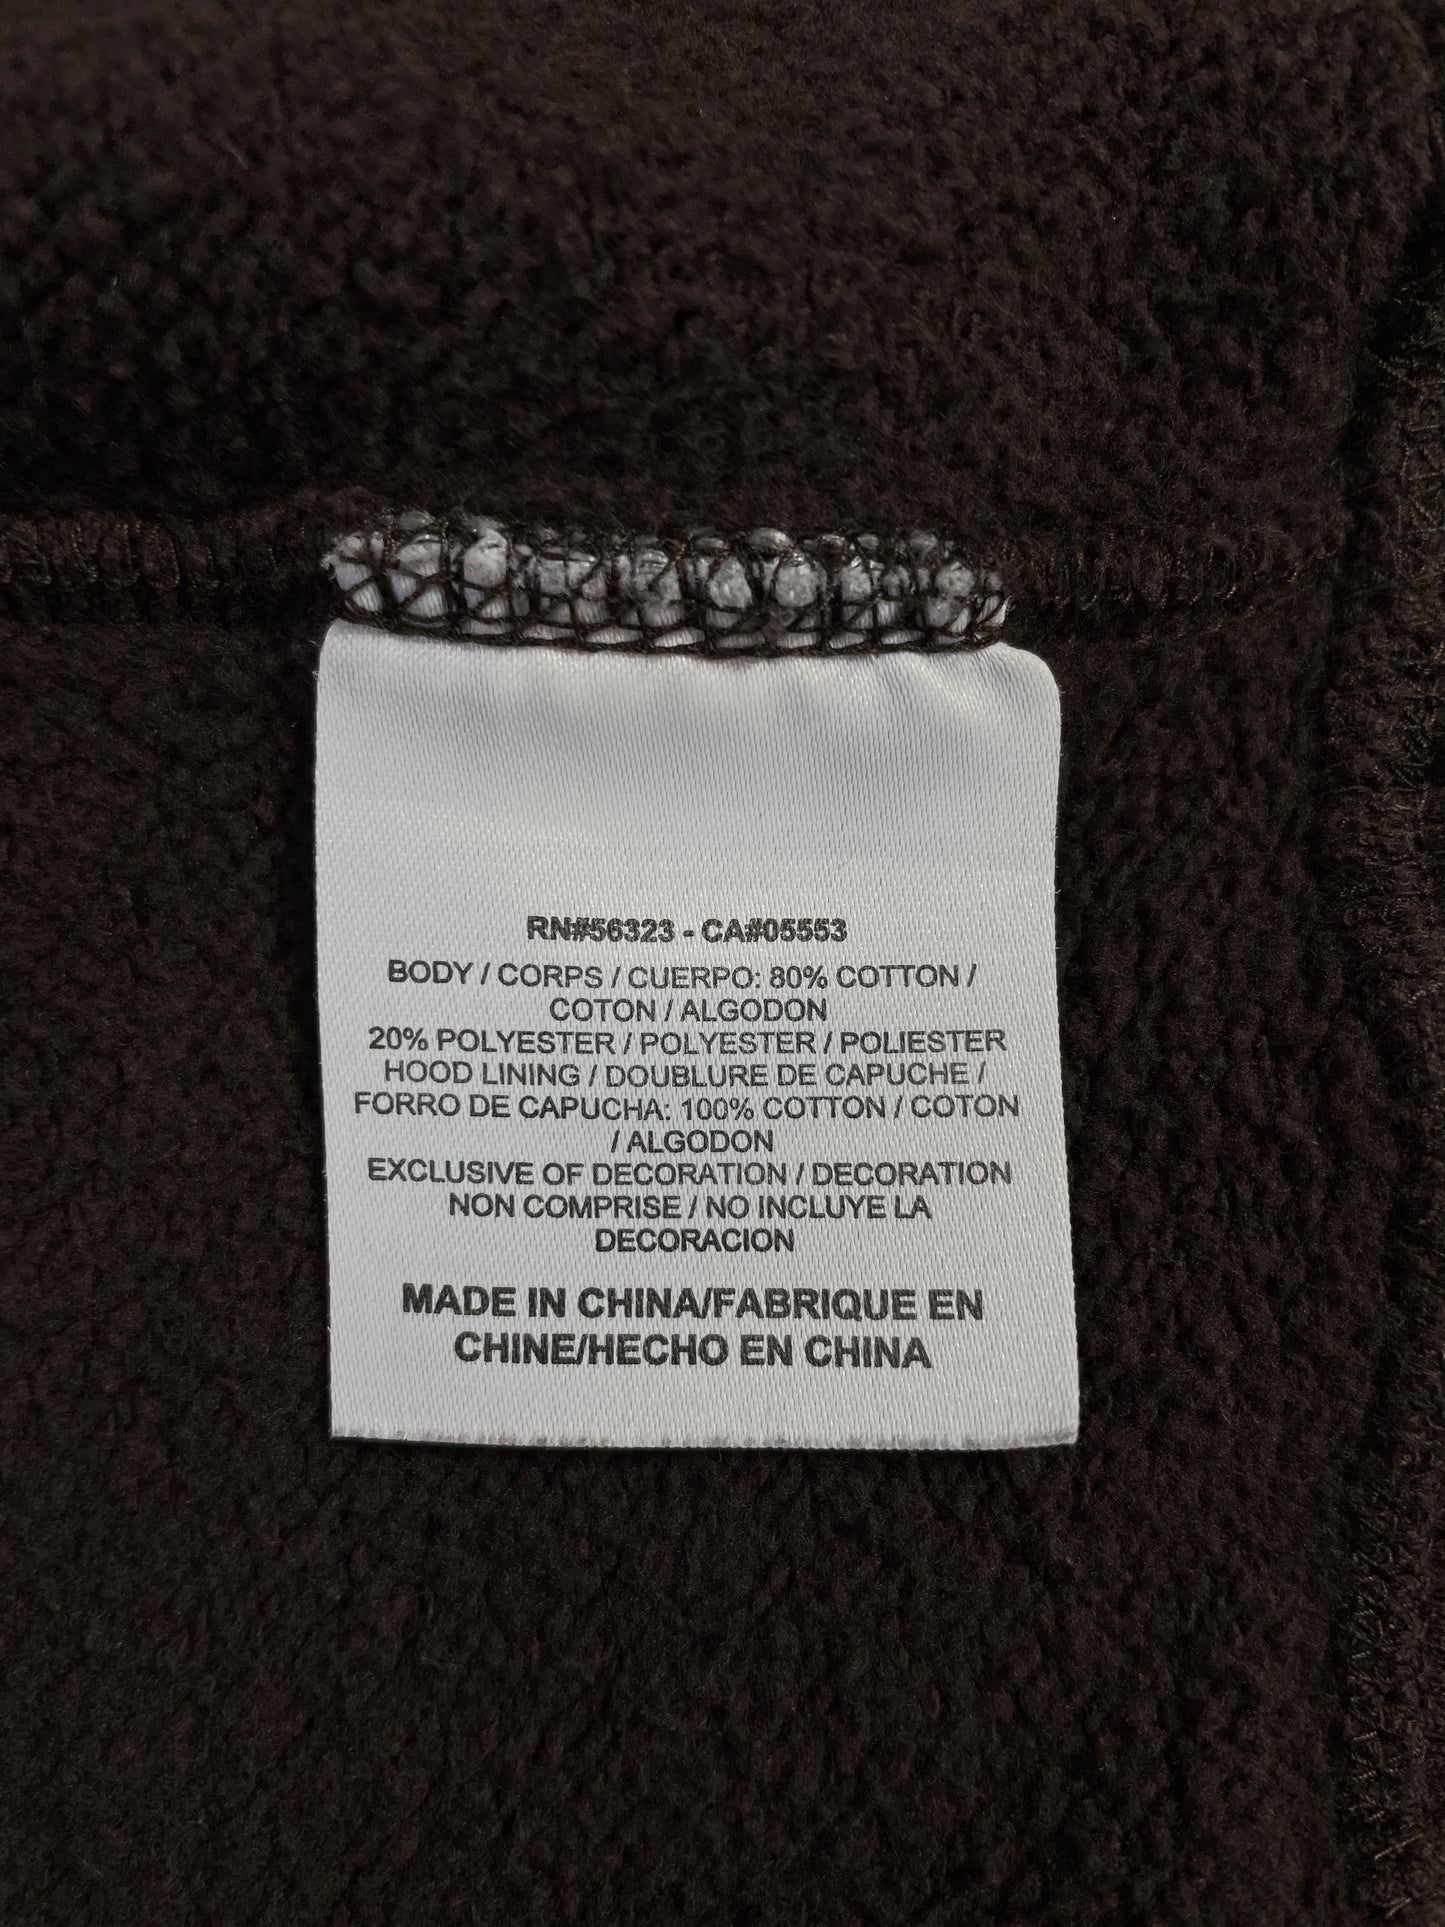 RN#56323 - CA#05553
BODY / CORPS / CUERPO: 80% COTTON /
COTON / ALGODON
20% POLYESTER / POLYESTER / POLIESTER
HOOD LINING / DOUBLURE DE CAPUCHE /
FORRO DE CAPUCHA: 100% COTTON / COTON
/ ALGODON
EXCLUSIVE OF DECORATION / DECORATION
NON COMPRISE / NO INCLUYE LA
DECORACION
MADE IN CHINA/FABRIQUE EN
CHINE/HECHO EN CHINA